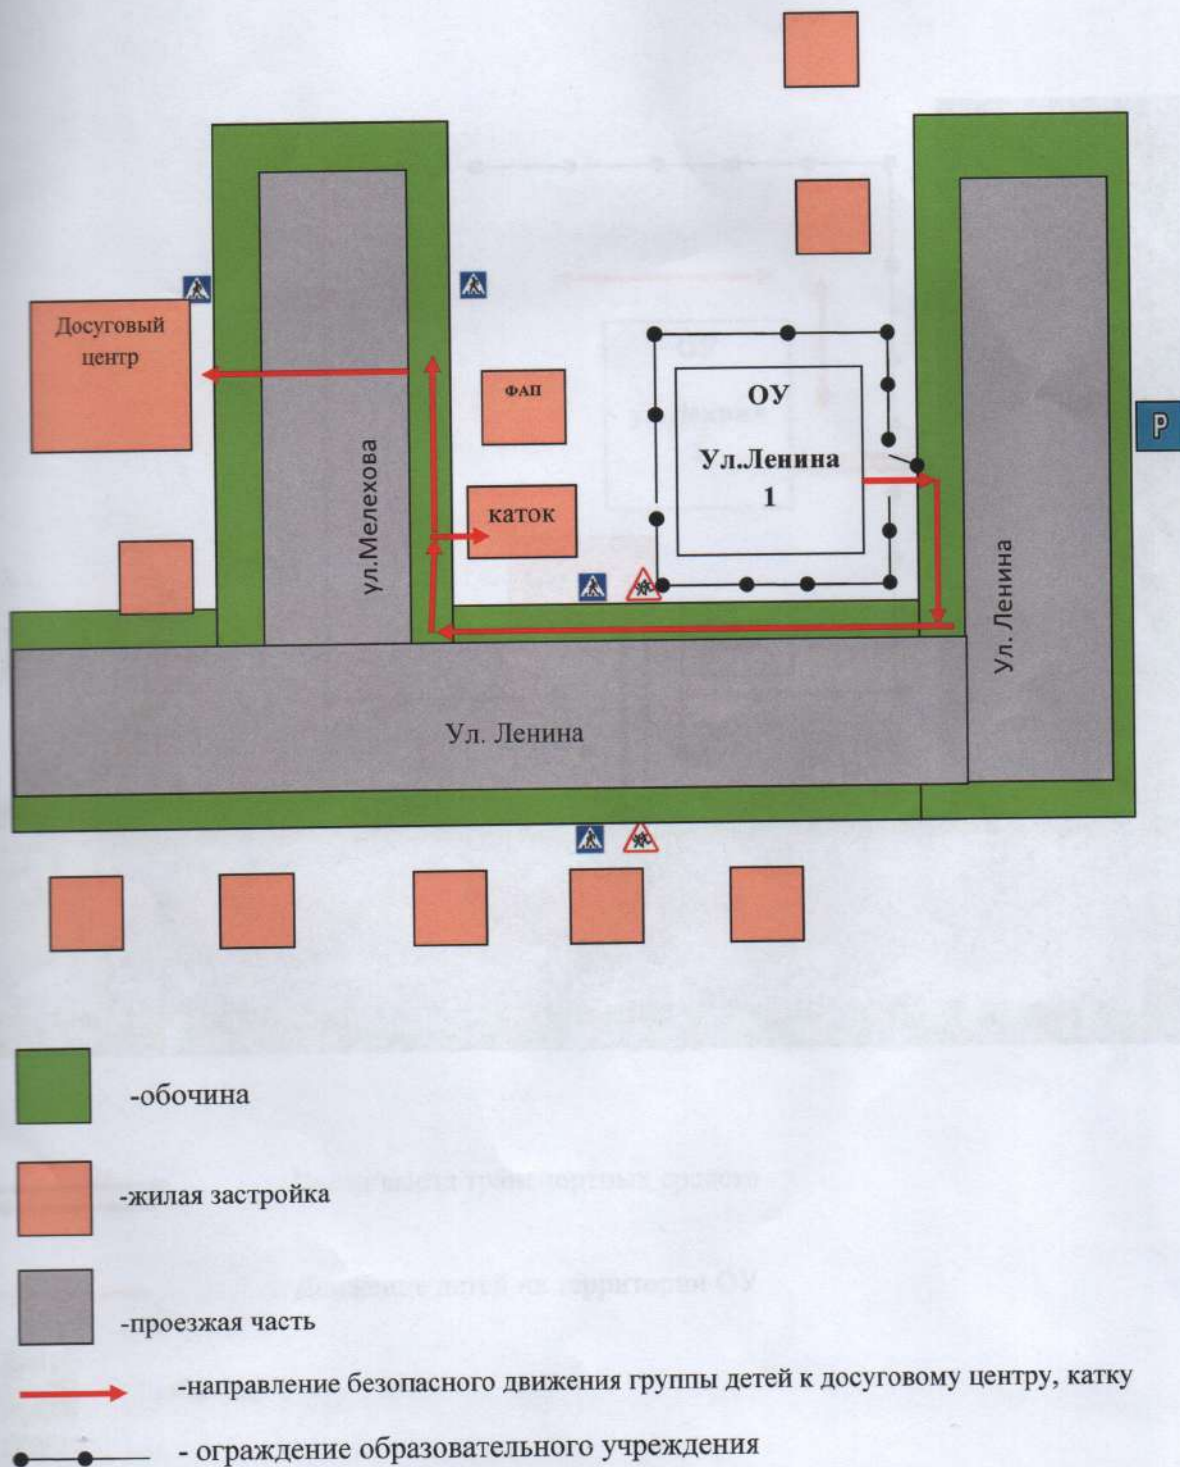 Досуговый
центр
ФАП
каток
ОУ
Ул.Ленина
1
Р
ул.Мелехова
Ул. Ленина
Ул. Ленина
-обочина
-жилая застройка
-проезжая часть
-направление безопасного движения группы детей к досуговому центру, катку
- ограждение образовательного учреждения